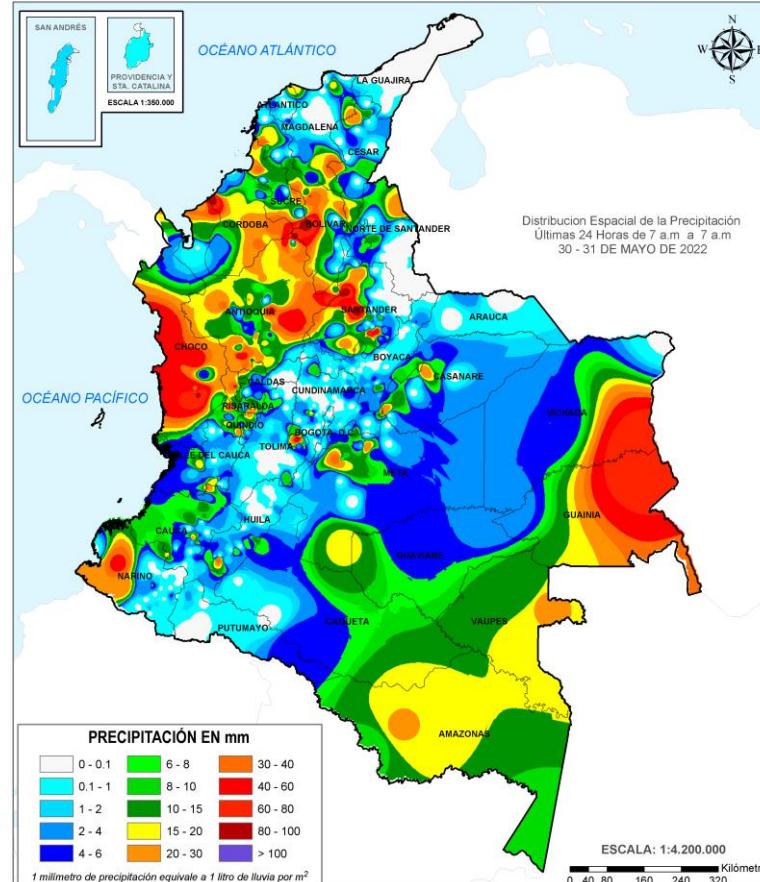 SAN ANDRÉS
PROVIDENCIA Y
STA. CATALINA
ESCALA 1:350.000
OCÉANO ATLÁNTICO
N
W
E
S
LA GUAJIRA
ATLANTICO
MAGDALENA
CESAR
SUCRE
CORDOBA
BOLIVAR
NORTE DE SANTANDER
Distribucion Espacial de la Precipitación
Últimas 24 Horas de 7 a.m a 7 a.m
30 - 31 DE MAYO DE 2022
ANTIOQUIA
SANTANDER
ARAUCA
CHOCO
BOYACA
CASANARE
CALDAS
CUNDINAMARCA
OCÉANO PACÍFICO
RISARALDA
VICHADA
QUINDIO
BOGOTA, D.C.
TOLIMA
VALLE DEL CAUCA
META
HUILA
GUAINIA
CAUCA
GUAVIARE
NARIÑO
CAQUETA
VAUPES
PUTUMAYO
AMAZONAS
PRECIPITACIÓN EN mm
0 - 0.1
6 - 8
30 - 40
0.1 - 1
8 - 10
40 - 60
1 - 2
10 - 15
60 - 80
2 - 4
15 - 20
80 - 100
4 - 6
20 - 30
> 100
1 milímetro de precipitación equivale a 1 litro de lluvia por m²
ESCALA: 1:4.200.000
Kilómetr
0 40 80 160 240 320